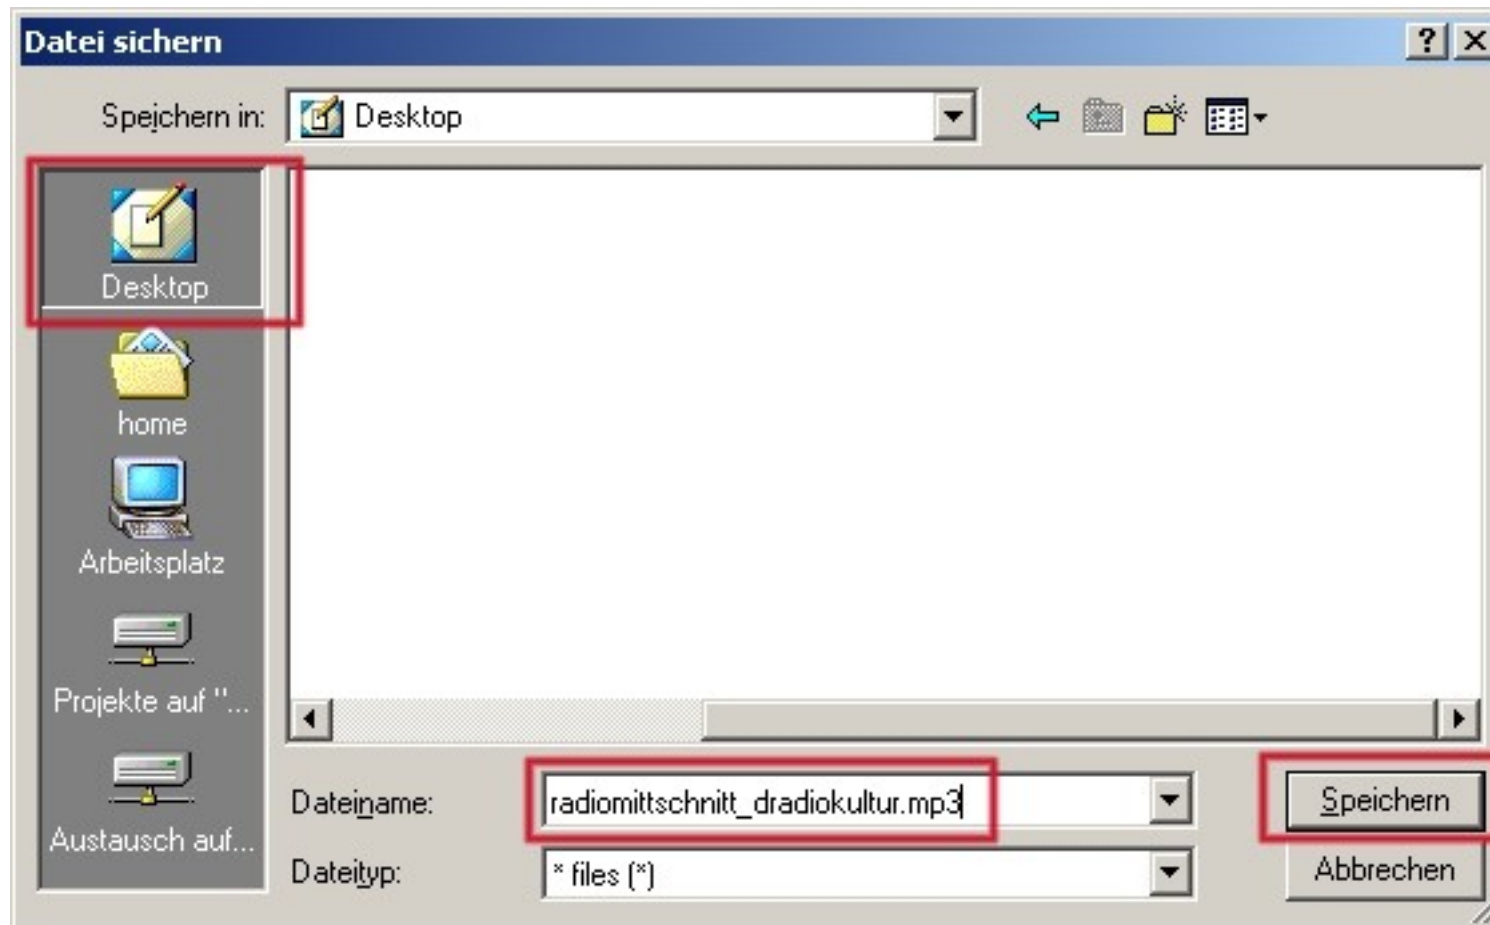 Datei sichern
Speichern in:
Desktop
Desktop
home
Arbeitsplatz
Projekte auf "...
Austausch auf...
Dateiname:
radiomittschnitt_dradiokultur.mp3
Speichern
Dateityp:
* files (*)
Abbrechen